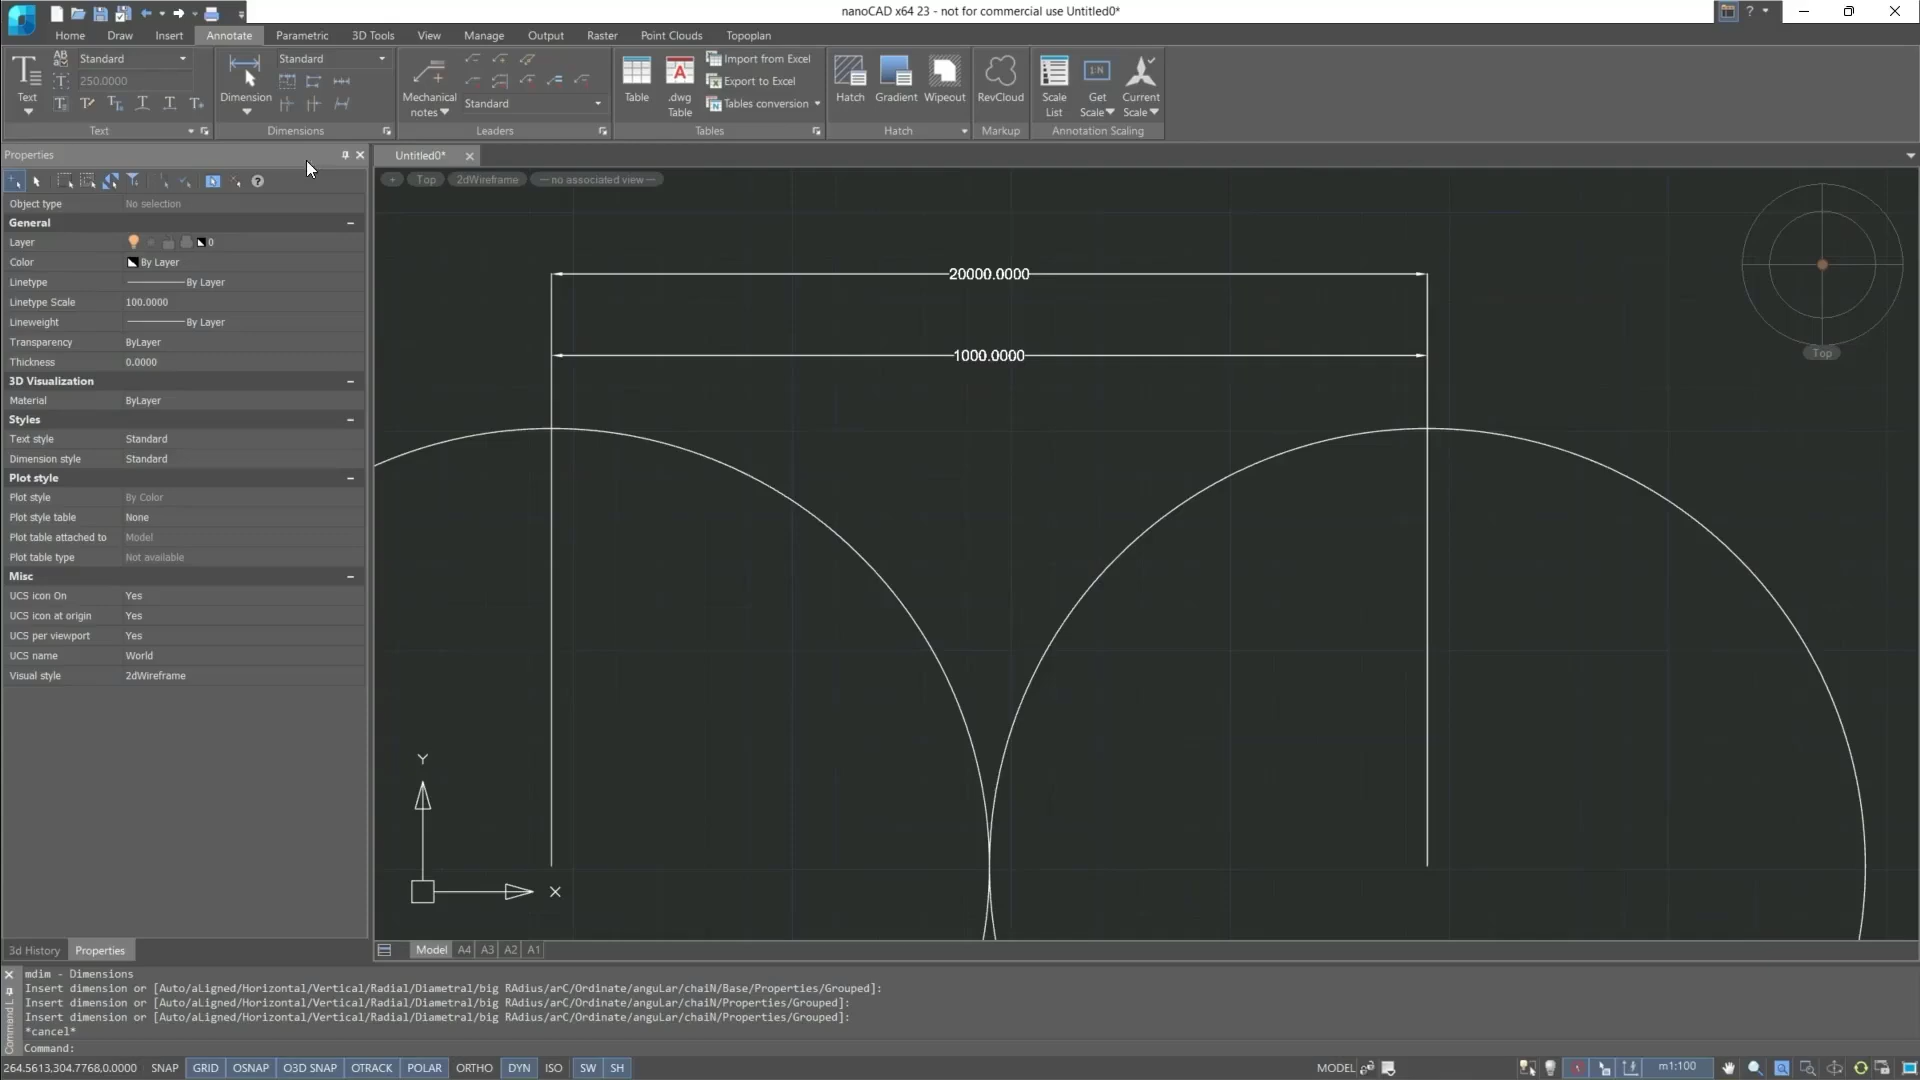 nanoCAD x64 23 - not for commercial use Untitled0*
?
Home Draw Insert Annotate Parametric 3D Tools View Manage Output Raster Point Clouds Topoplan
Standard
250.0000
Text
Text
Standard
Dimension
Dimensions
Mechanical
notes
Standard
Leaders
Table
.dwg
Table
Import from Excel
Export to Excel
Tables conversion
Tables
Hatch
Gradient
Wipeout
Hatch
RevCloud
Markup
Scale
List
1:N
Get
Scale
Current
Scale
Annotation Scaling
Properties
Untitled0*
+ Top 2dWireframe — no associated view —
Object type No selection
General
Layer 0
Color By Layer
Linetype By Layer
Linetype Scale 100.0000
Lineweight By Layer
Transparency ByLayer
Thickness 0.0000
3D Visualization
Material ByLayer
Styles
Text style Standard
Dimension style Standard
Plot style
Plot style By Color
Plot style table None
Plot table attached to Model
Plot table type Not available
Misc
UCS icon On Yes
UCS icon at origin Yes
UCS per viewport Yes
UCS name World
Visual style 2dWireframe
20000.0000
1000.0000
Top
Y
X
3d History Properties
Model A4 A3 A2 A1
mdim - Dimensions
Insert dimension or [Auto/aLigned/Horizontal/Vertical/Radial/Diametral/big RAdius/arC/Ordinate/anguLar/chaiN/Base/Properties/Grouped]:
Insert dimension or [Auto/aLigned/Horizontal/Vertical/Radial/Diametral/big RAdius/arC/Ordinate/anguLar/chaiN/Properties/Grouped]:
Insert dimension or [Auto/aLigned/Horizontal/Vertical/Radial/Diametral/big RAdius/arC/Ordinate/anguLar/chaiN/Properties/Grouped]:
*cancel*
Command:
264.5613,304.7768,0.0000 SNAP GRID OSNAP O3D SNAP OTRACK POLAR ORTHO DYN ISO SW SH MODEL m1:100